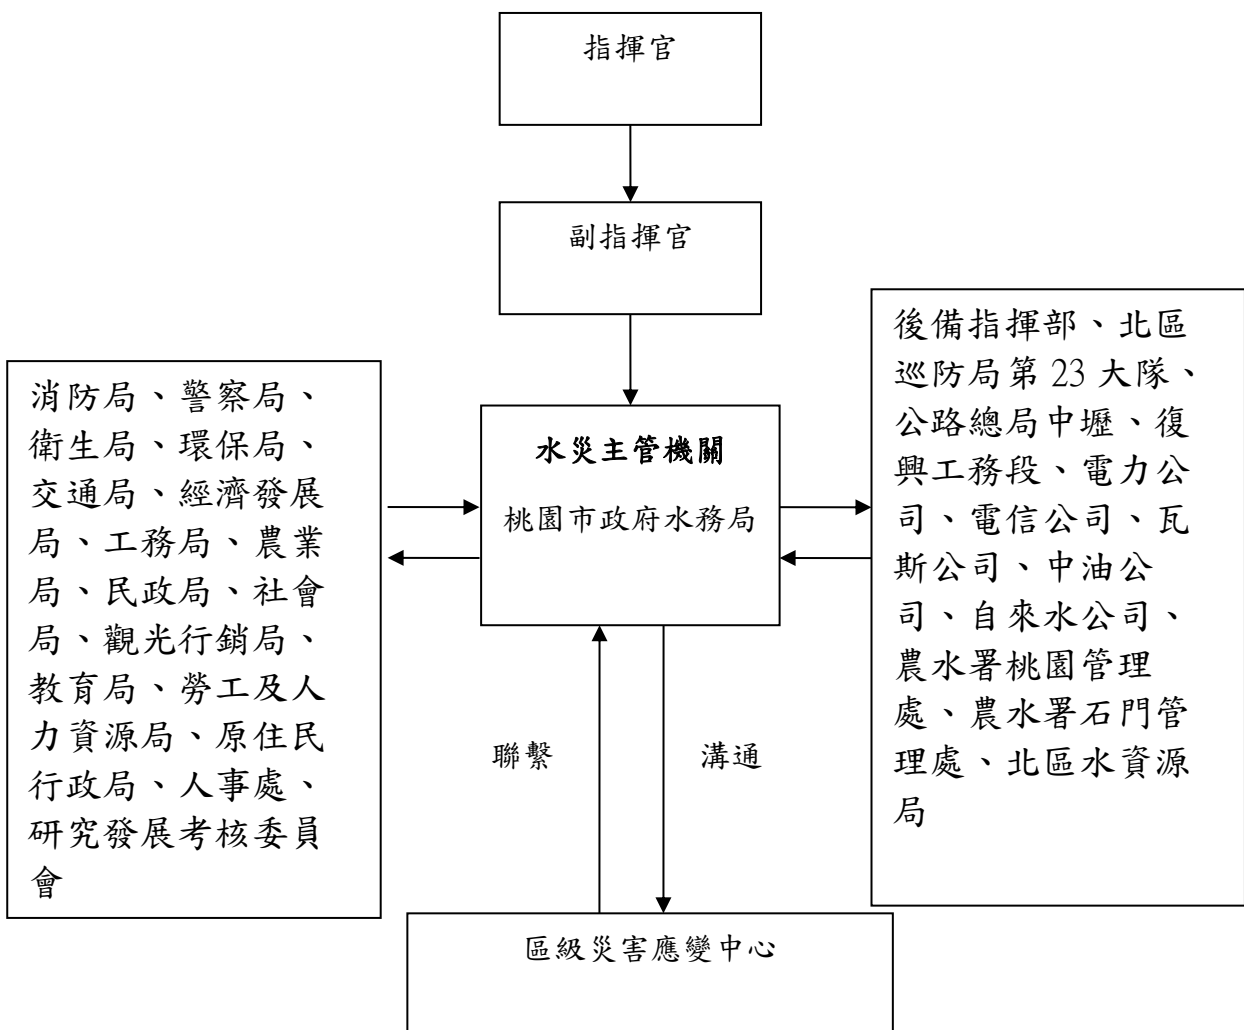 指揮官
副指揮官
消防局、警察局、
衛生局、環保局、
交通局、經濟發展
局、工務局、農業
局、民政局、社會
局、觀光行銷局、
教育局、勞工及人
力資源局、原住民
行政局、人事處、
研究發展考核委員
會
水災主管機關
桃園市政府水務局
後備指揮部、北區
巡防局第 23 大隊、
公路總局中壢、復
興工務段、電力公
司、電信公司、瓦
斯公司、中油公
司、自來水公司、
農水署桃園管理
處、農水署石門管
理處、北區水資源
局
聯繫
溝通
區級災害應變中心